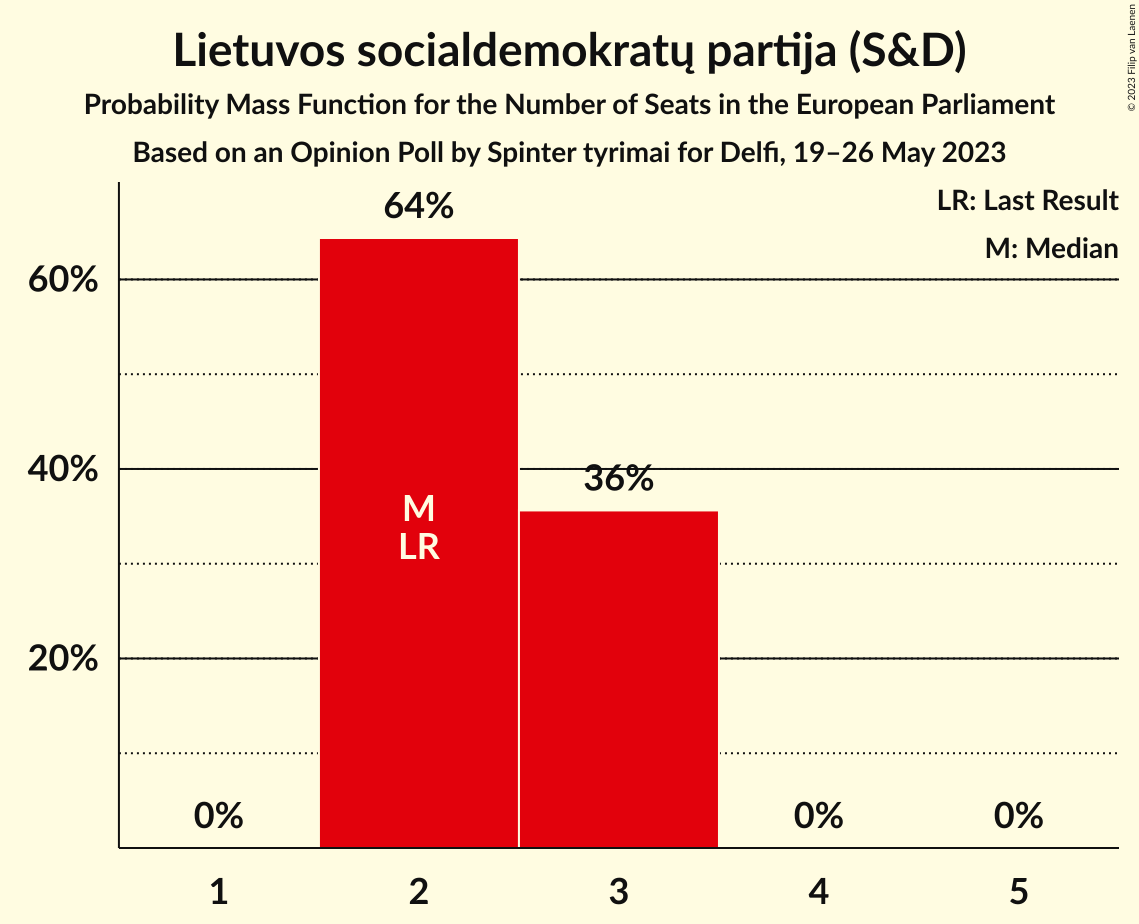 Lietuvos socialdemokratų partija (S&D)
Probability Mass Function for the Number of Seats in the European Parliament
Based on an Opinion Poll by Spinter tyrimai for Delfi, 19–26 May 2023
© 2023 Filip van Laenen
LR: Last Result
M: Median
64%
60%
40%
36%
M
LR
20%
0%
0%
0%
1
2
3
4
5